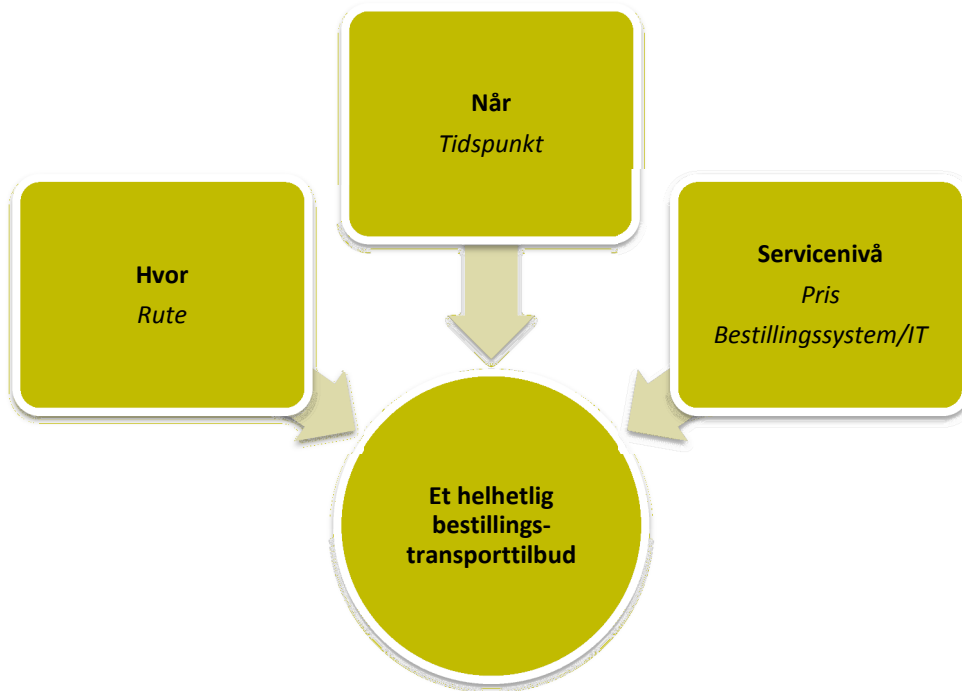 Når
Tidspunkt
Hvor
Rute
Servicenivå
Pris
Bestillingssystem/IT
Et helhetlig
bestillings-
transporttilbud